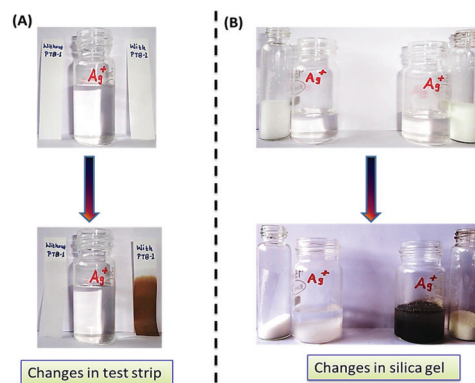 (A)
Without
PTB-1
With
PTB-1
Ag+
Without
PTB-1
With
PTB-1
Ag+
Changes in test strip
(B)
Ag+
Ag+
Ag+
Ag+
Changes in silica gel